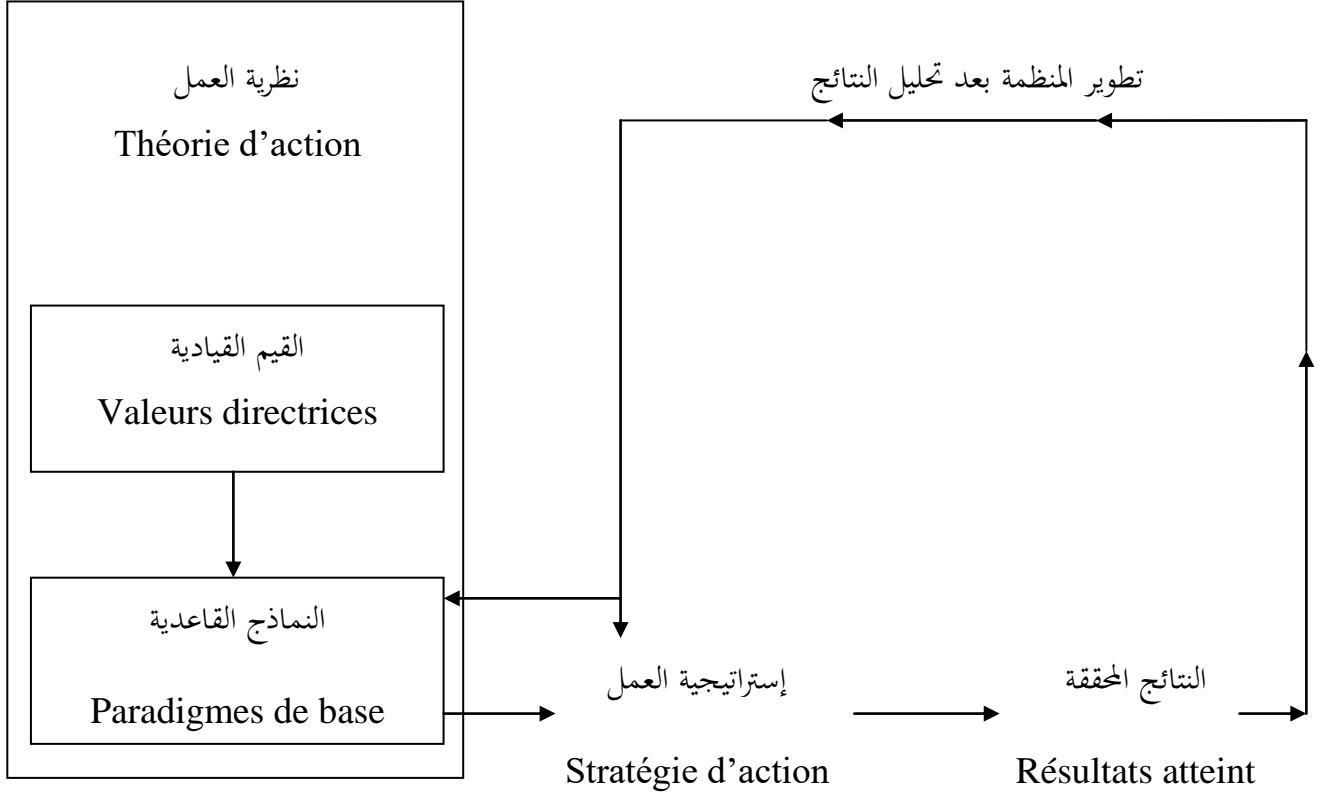 نظرية العمل
Théorie d’action
تطوير المنظمة بعد تحليل النتائج
القيم القيادية
Valeurs directrices
النماذج القاعدية
Paradigmes de base
إستراتيجية العمل
Stratégie d’action
النتائج المحققة
Résultats atteint